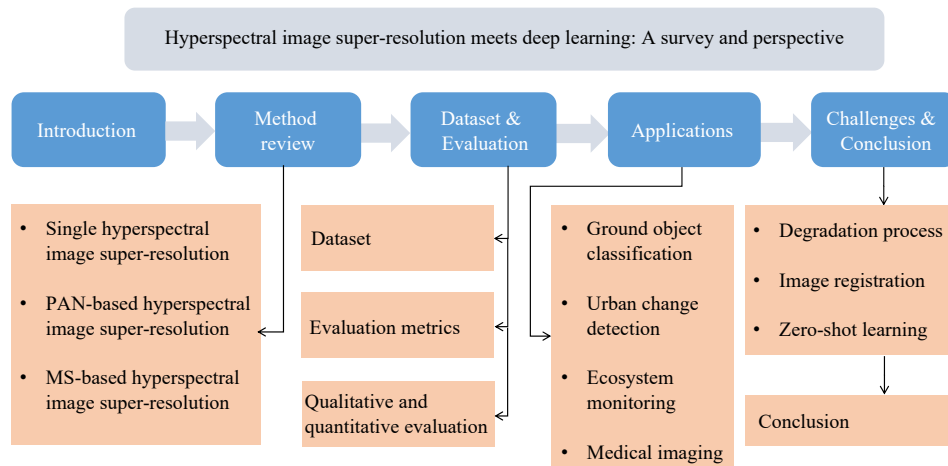 Hyperspectral image super-resolution meets deep learning: A survey and perspective
Introduction
Method
review
Dataset &
Evaluation
Applications
Challenges &
Conclusion
• Single hyperspectral
image super-resolution
• PAN-based hyperspectral
image super-resolution
• MS-based hyperspectral
image super-resolution
Dataset
Evaluation metrics
Qualitative and
quantitative evaluation
• Ground object
classification
• Urban change
detection
• Ecosystem
monitoring
• Medical imaging
• Degradation process
• Image registration
• Zero-shot learning
Conclusion